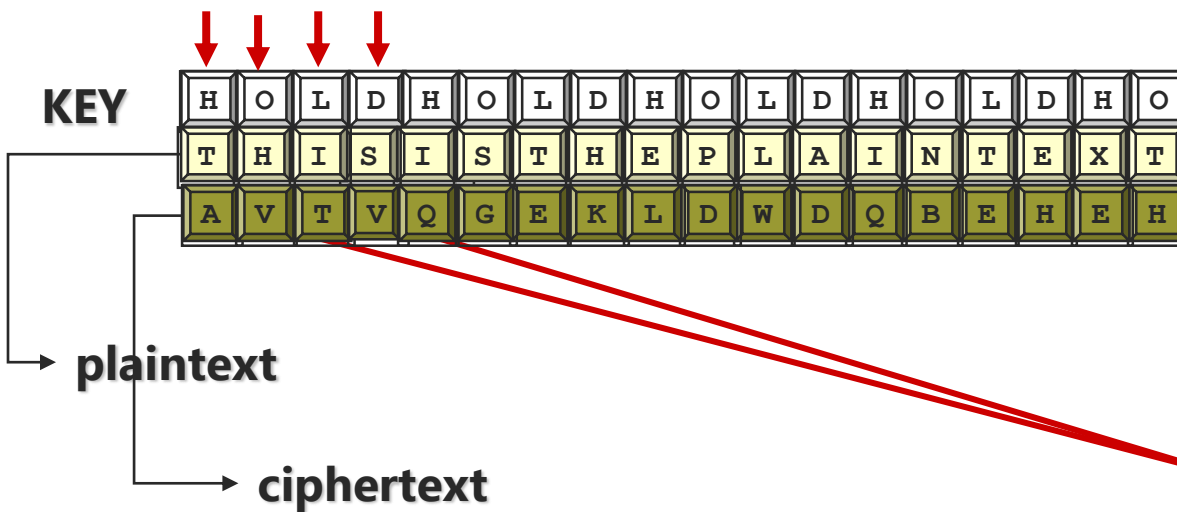 KEY
H O L D H O L D H O L D H O L D H O
T H I S I S T H E P L A I N T E X T
A V T V Q G E K L D W D Q B E H E H
plaintext
ciphertext